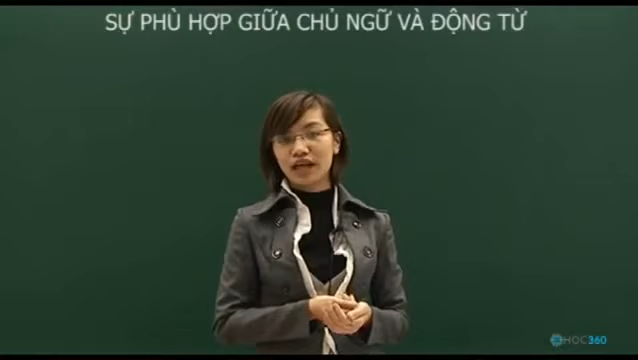 SỰ PHÙ HỢP GIỮA CHỦ NGỮ VÀ ĐỘNG TỪ
HOC360